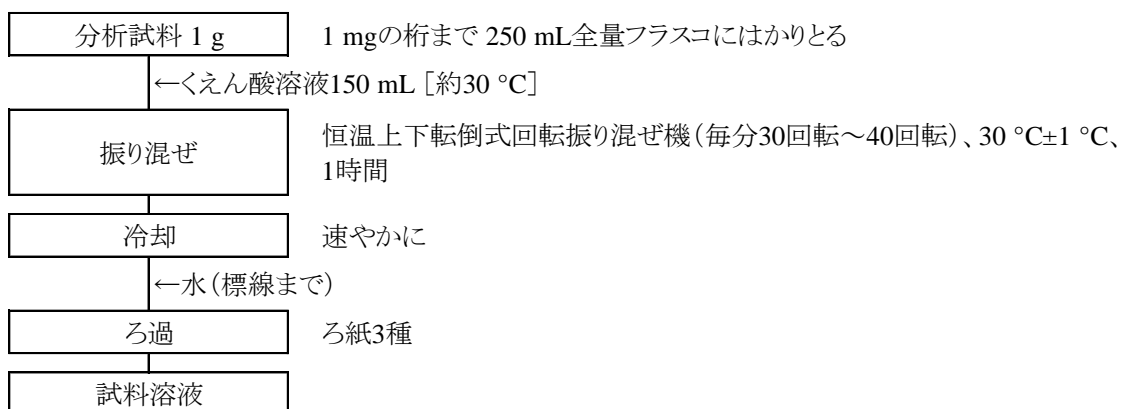 分析試料 1 g
1 mgの桁まで 250 mL全量フラスコにはかりとる
←くえん酸溶液150 mL [約30 °C]
振り混ぜ
恒温上下転倒式回転振り混ぜ機(毎分30回転~40回転)、30 °C±1 °C、
1時間
冷却
速やかに
←水(標線まで)
ろ過
ろ紙3種
試料溶液